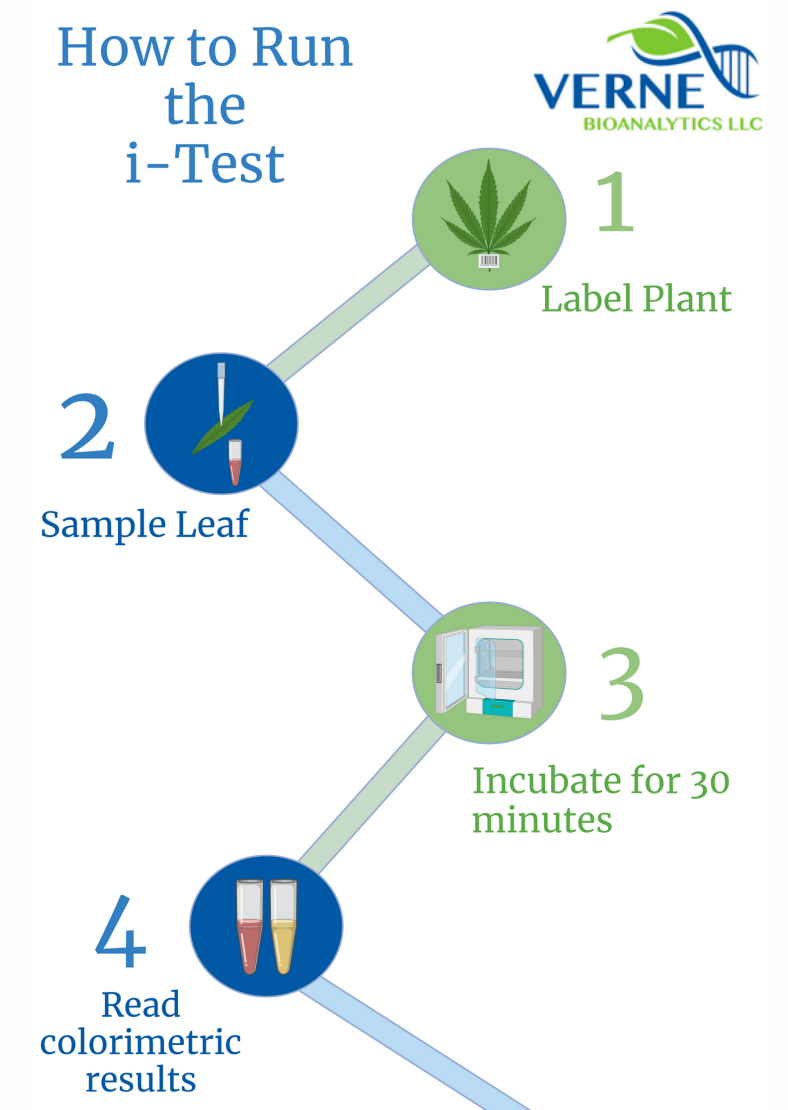 How to Run
the
i-Test
VERNE
BIOANALYTICS LLC
1
Label Plant
2
Sample Leaf
3
Incubate for 30
minutes
4
Read
colorimetric
results